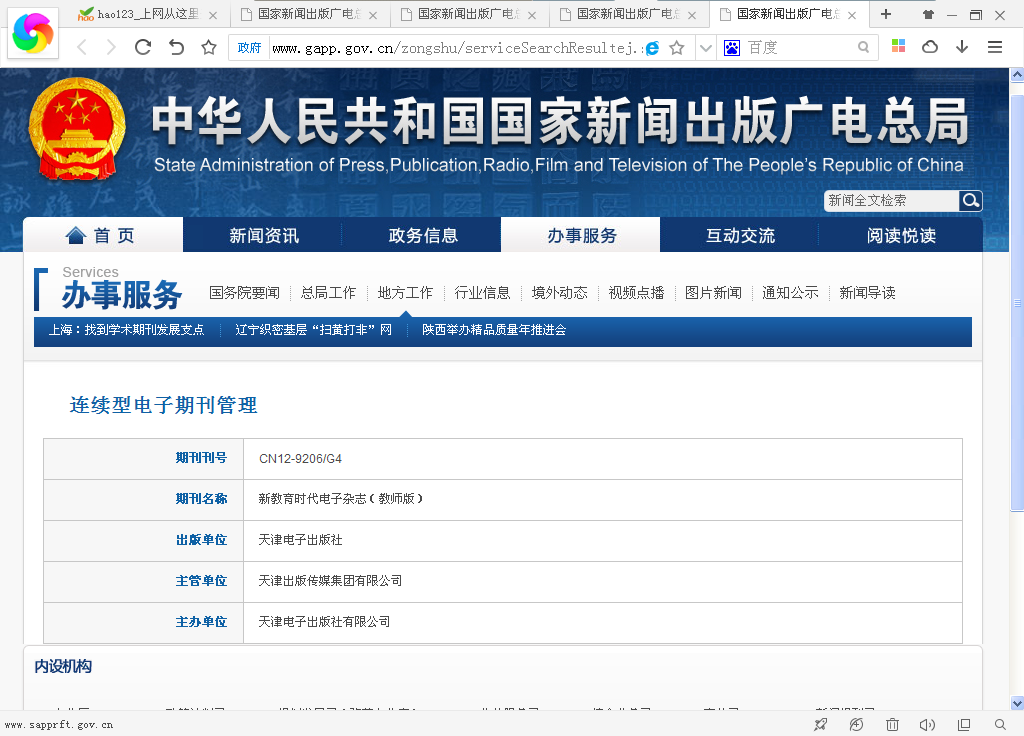 hao123_上网从这里
国家新闻出版广电总
国家新闻出版广电总
国家新闻出版广电总
国家新闻出版广电总
政府 www.gapp.gov.cn/zongshu/serviceSearchResultej.: 百度
中华人民共和国国家新闻出版广电总局
State Administration of Press,Publication,Radio,Film and Television of The People's Republic of China
新闻全文检索
首 页 新闻资讯 政务信息 办事服务 互动交流 阅读悦读
Services
办事服务
国务院要闻 总局工作 地方工作 行业信息 境外动态 视频点播 图片新闻 通知公示 新闻导读
上海：找到学术期刊发展支点 辽宁织密基层“扫黄打非”网 陕西举办精品质量年推进会
连续型电子期刊管理
期刊刊号 CN12-9206/G4
期刊名称 新教育时代电子杂志（教师版）
出版单位 天津电子出版社
主管单位 天津出版传媒集团有限公司
主办单位 天津电子出版社有限公司
内设机构
www.sapprft.gov.cn